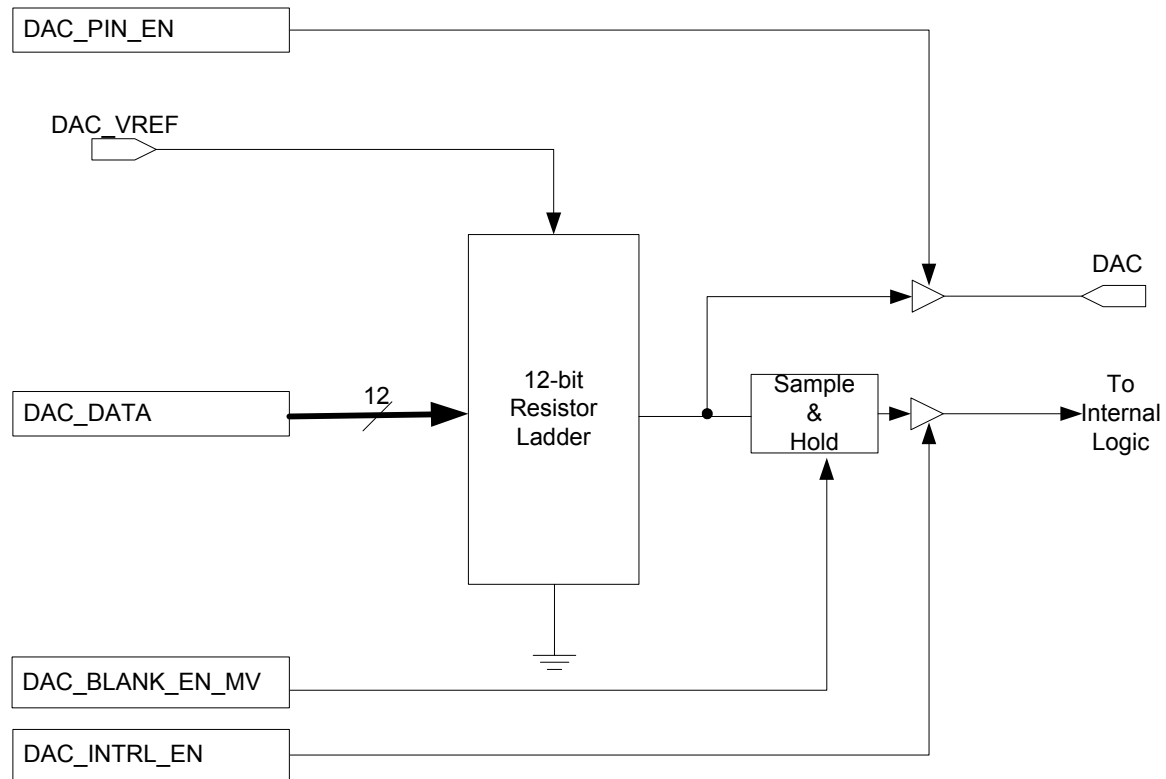 DAC_PIN_EN
DAC_VREF
DAC
12
DAC_DATA
12-bit
Resistor
Ladder
Sample
&
Hold
To
Internal
Logic
DAC_BLANK_EN_MV
DAC_INTRL_EN